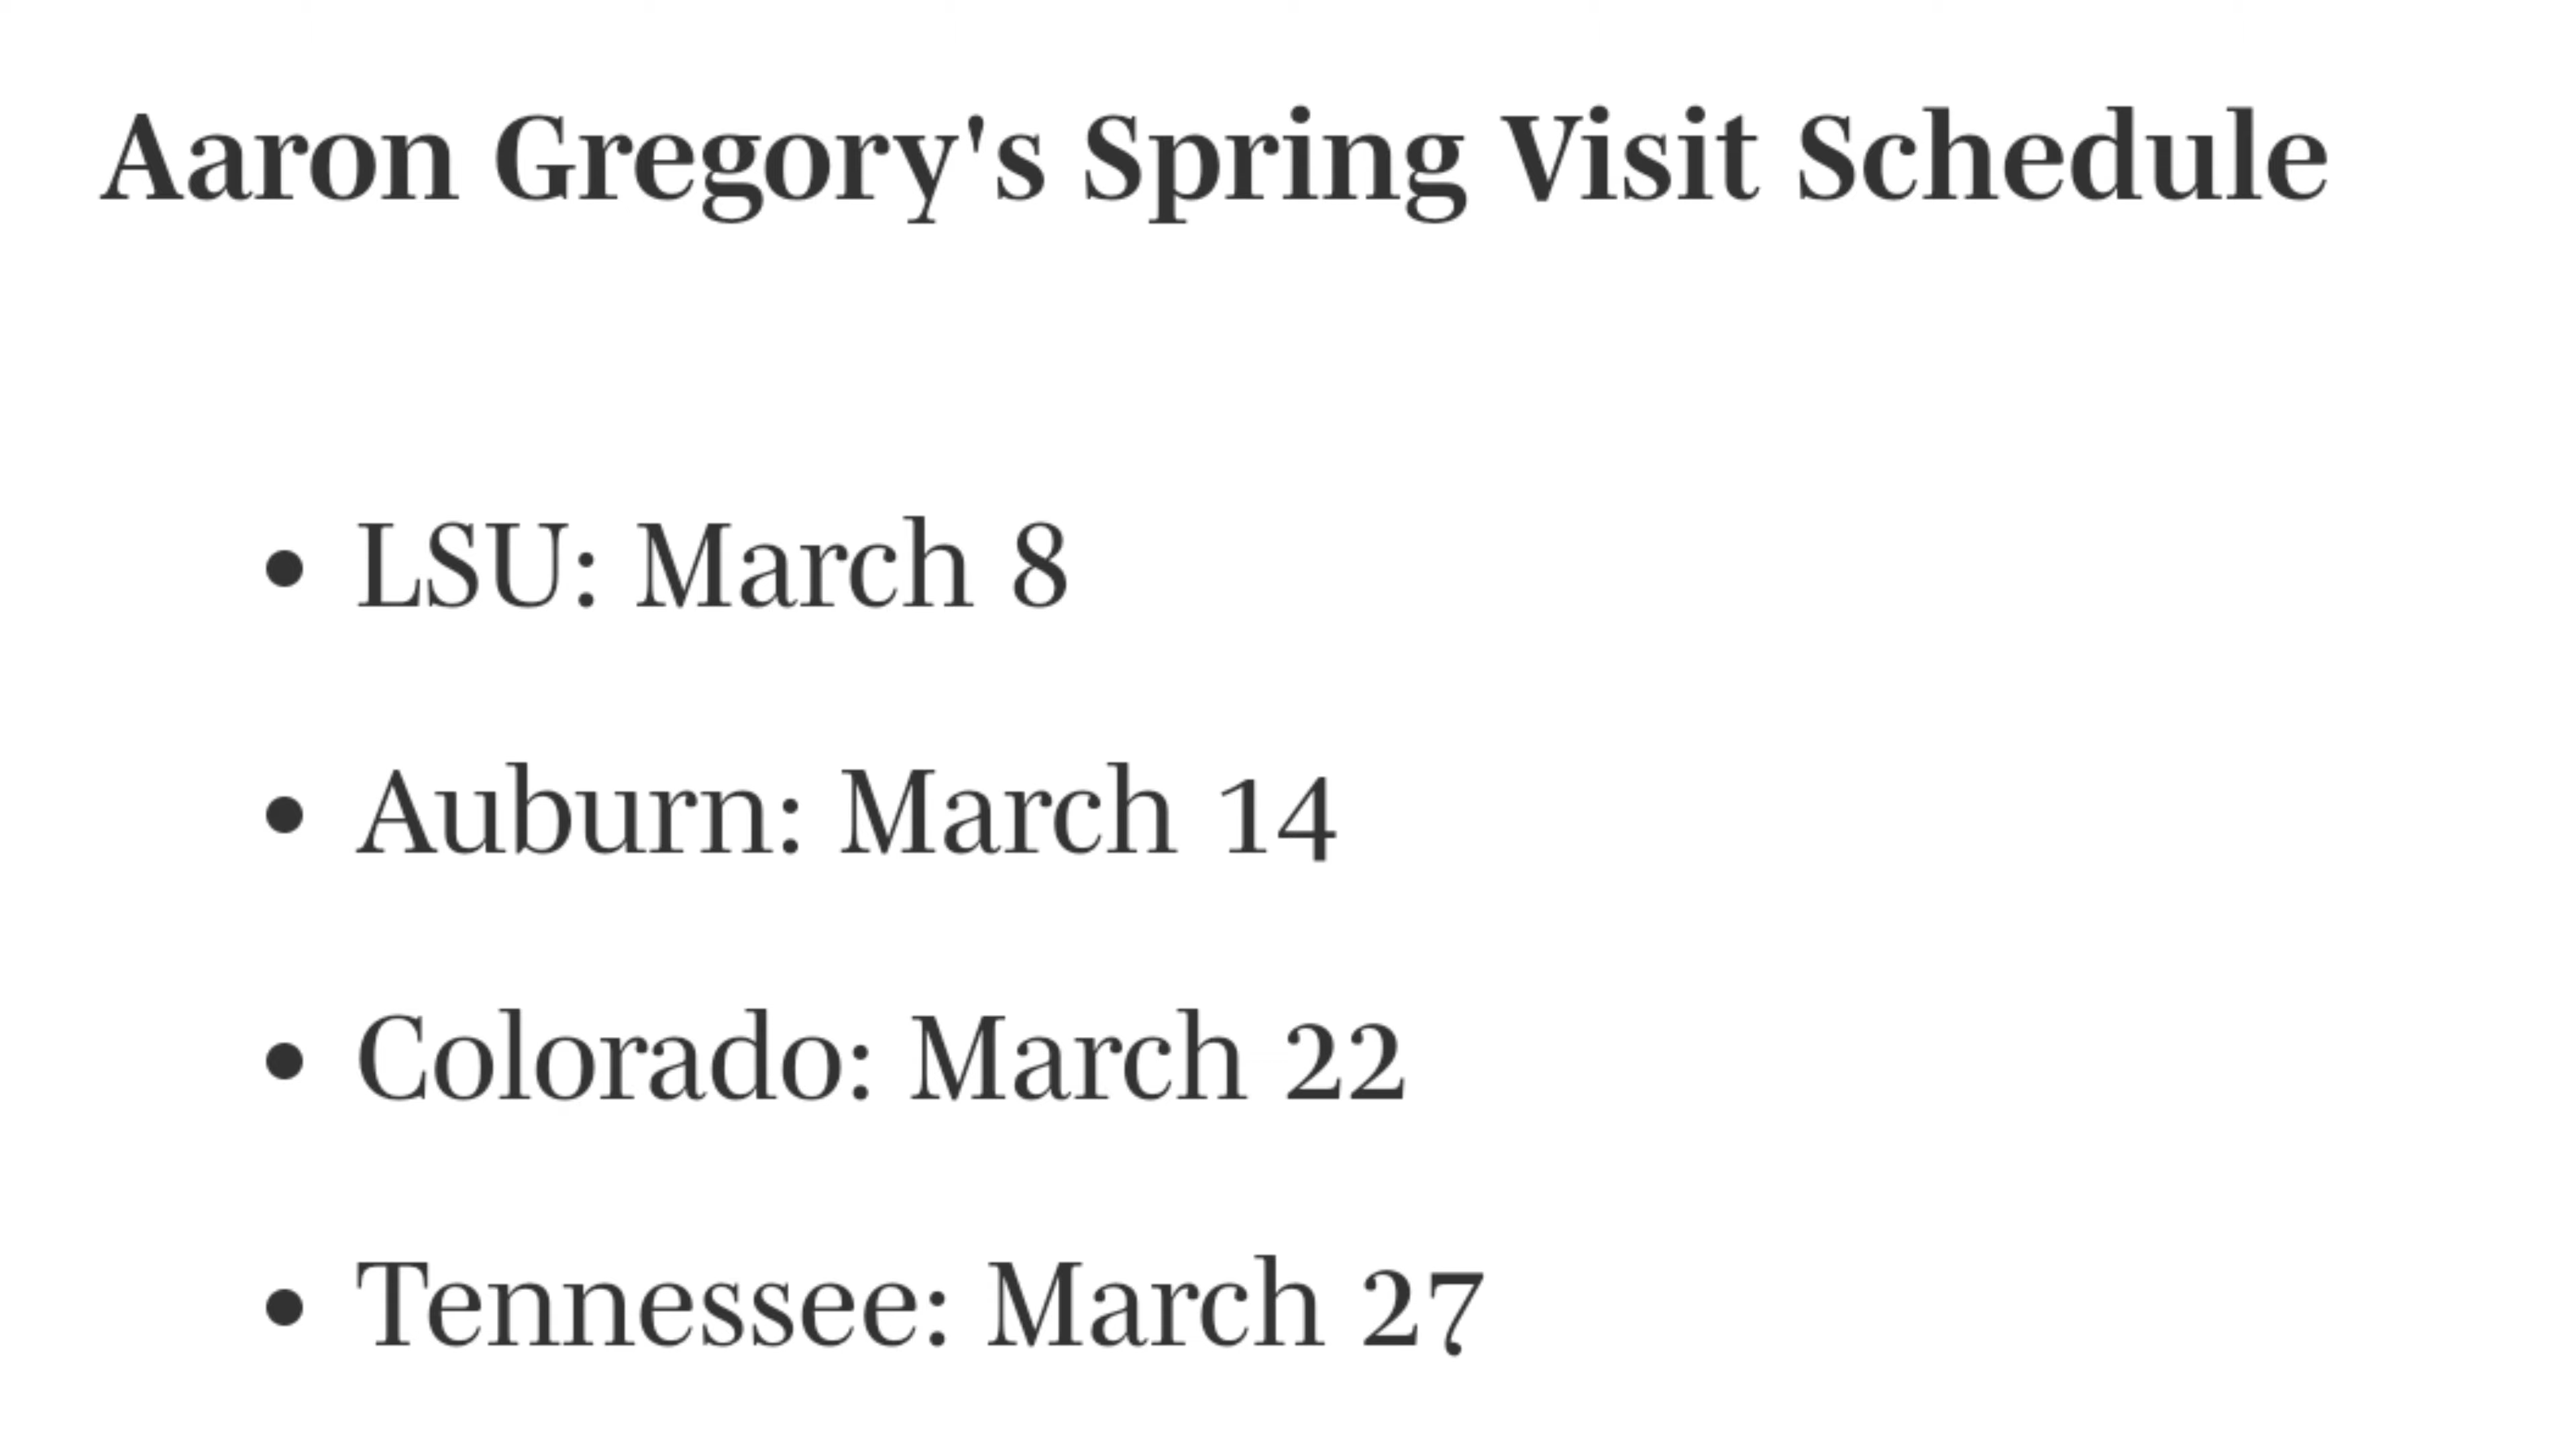 Aaron Gregory's Spring Visit Schedule
• LSU: March 8
• Auburn: March 14
• Colorado: March 22
• Tennessee: March 27